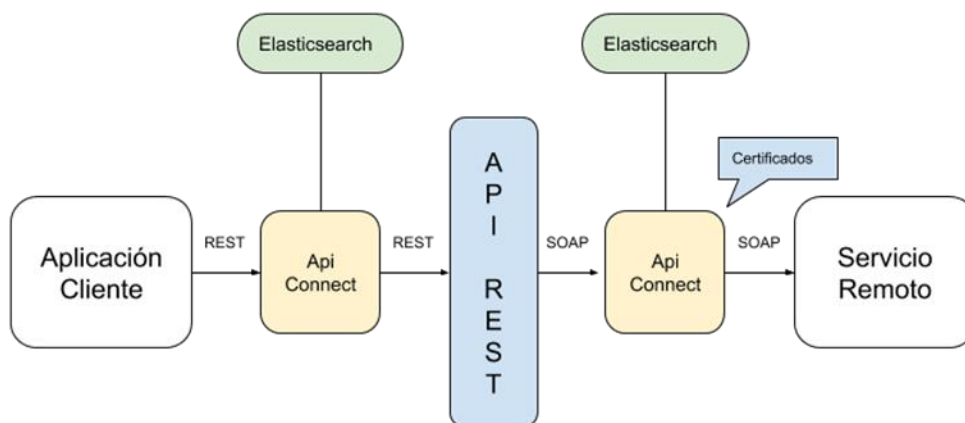 Elasticsearch
Elasticsearch
Certificados
Aplicación
Cliente
REST
Api
Connect
REST
A
P
I
R
E
S
T
SOAP
Api
Connect
SOAP
Servicio
Remoto